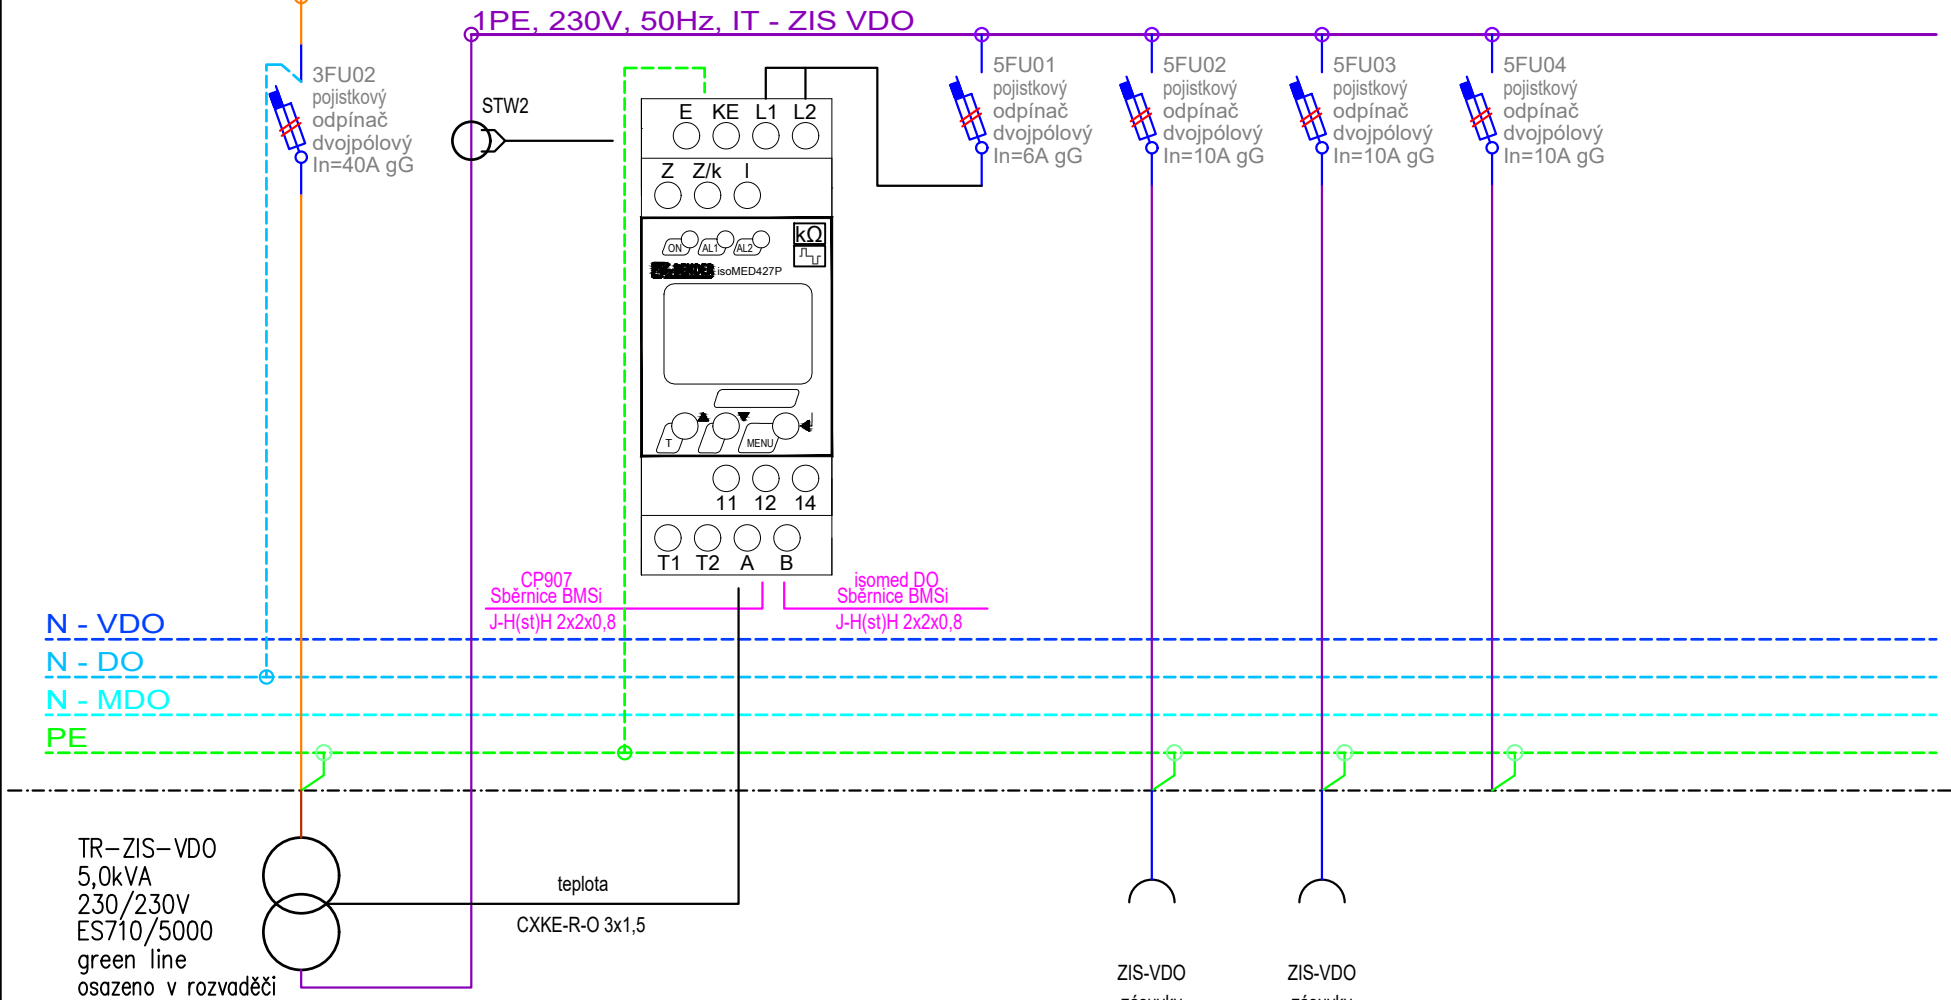 1PE, 230V, 50Hz, IT - ZIS VDO
3FU02
pojistkový
odpínač
dvojpólový
In=40A gG
STW2
E KE L1 L2
Z Z/k I
ON AL1 AL2
kΩ
BENDER isoMED427P
T MENU
11 12 14
T1 T2 A B
5FU01
pojistkový
odpínač
dvojpólový
In=6A gG
5FU02
pojistkový
odpínač
dvojpólový
In=10A gG
5FU03
pojistkový
odpínač
dvojpólový
In=10A gG
5FU04
pojistkový
odpínač
dvojpólový
In=10A gG
CP907
Sběrnice BMSi
J-H(st)H 2x2x0,8
isomed DO
Sběrnice BMSi
J-H(st)H 2x2x0,8
N - VDO
N - DO
N - MDO
PE
TR-ZIS-VDO
5,0kVA
230/230V
ES710/5000
green line
osazeno v rozvaděči
teplota
CXKE-R-O 3x1,5
ZIS-VDO
ZIS-VDO